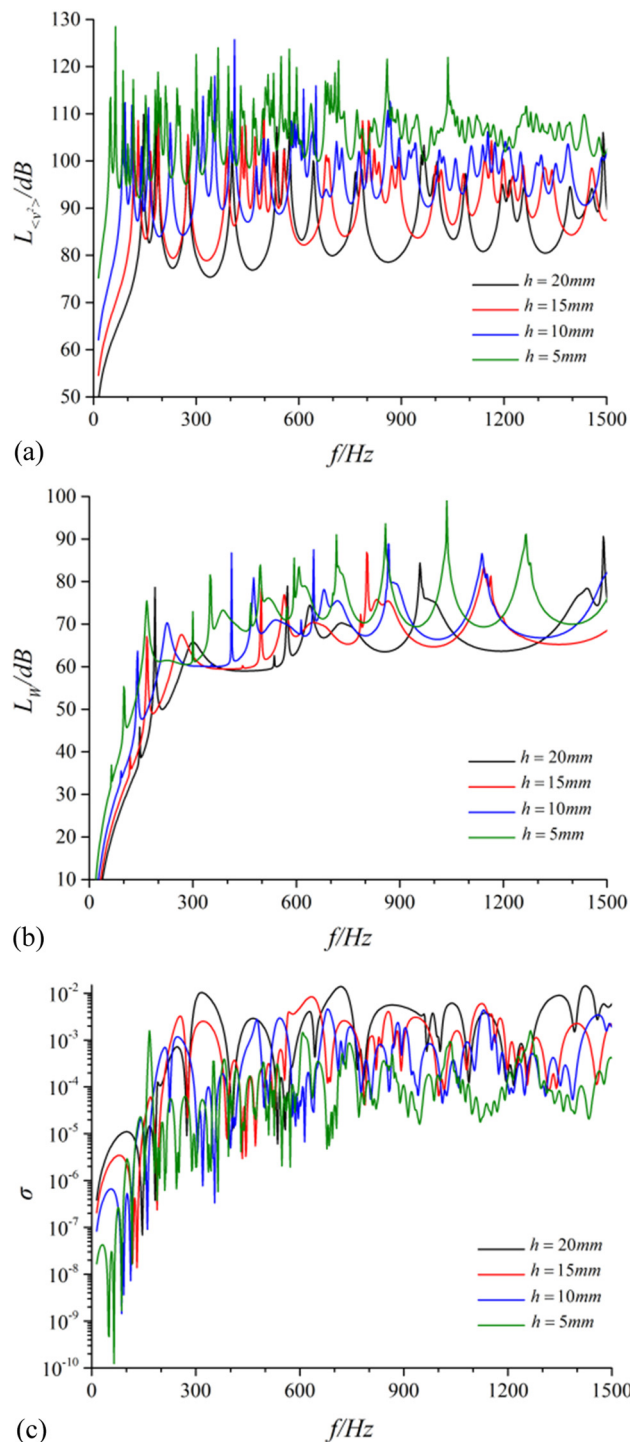 130
120
110
100
90
80
70
60
50
L<v²>/dB
h = 20mm
h = 15mm
h = 10mm
h = 5mm
0 300 600 900 1200 1500
f/Hz
(a)
100
90
80
70
60
50
40
30
20
10
L_W/dB
h = 20mm
h = 15mm
h = 10mm
h = 5mm
0 300 600 900 1200 1500
f/Hz
(b)
10⁻²
10⁻³
10⁻⁴
10⁻⁵
10⁻⁶
10⁻⁷
10⁻⁸
10⁻⁹
10⁻¹⁰
σ
h = 20mm
h = 15mm
h = 10mm
h = 5mm
0 300 600 900 1200 1500
f/Hz
(c)